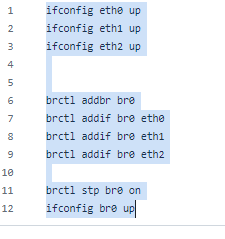 1 ifconfig eth0 up
2 ifconfig eth1 up
3 ifconfig eth2 up
4
5
6 brctl addbr br0
7 brctl addif br0 eth0
8 brctl addif br0 eth1
9 brctl addif br0 eth2
10
11 brctl stp br0 on
12 ifconfig br0 up